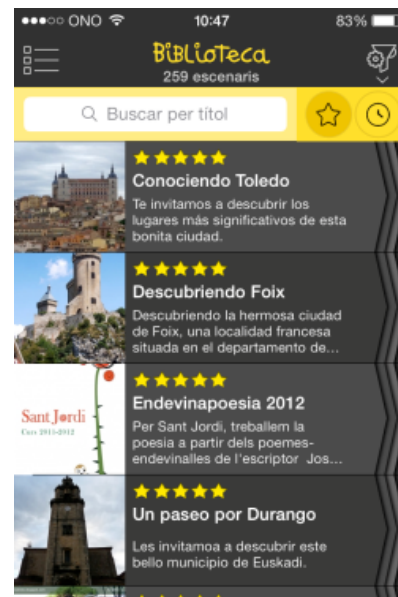 ONO 10:47 83%
Biblioteca
259 escenaris
Buscar per títol
Conociendo Toledo
Te invitamos a descubrir los
lugares más significativos de esta
bonita ciudad.
Descubriendo Foix
Descubriendo la hermosa ciudad
de Foix, una localidad francesa
situada en el departamento de...
Sant Jordi
Curs 2011-2012
Endevinapoesia 2012
Per Sant Jordi, treballem la
poesia a partir dels poemes-
endevinalles de l'escriptor Jos...
Un paseo por Durango
Les invitamoa a descubrir este
bello municipio de Euskadi.